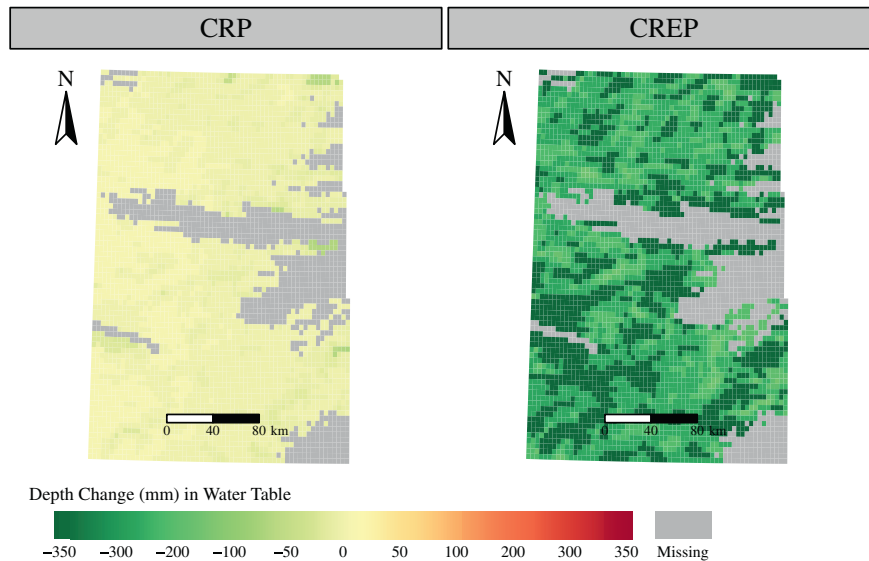 CRP CREP
N N
0 40 80 km 0 40 80 km
Depth Change (mm) in Water Table
−350 −300 −200 −100 −50 0 50 100 200 300 350 Missing